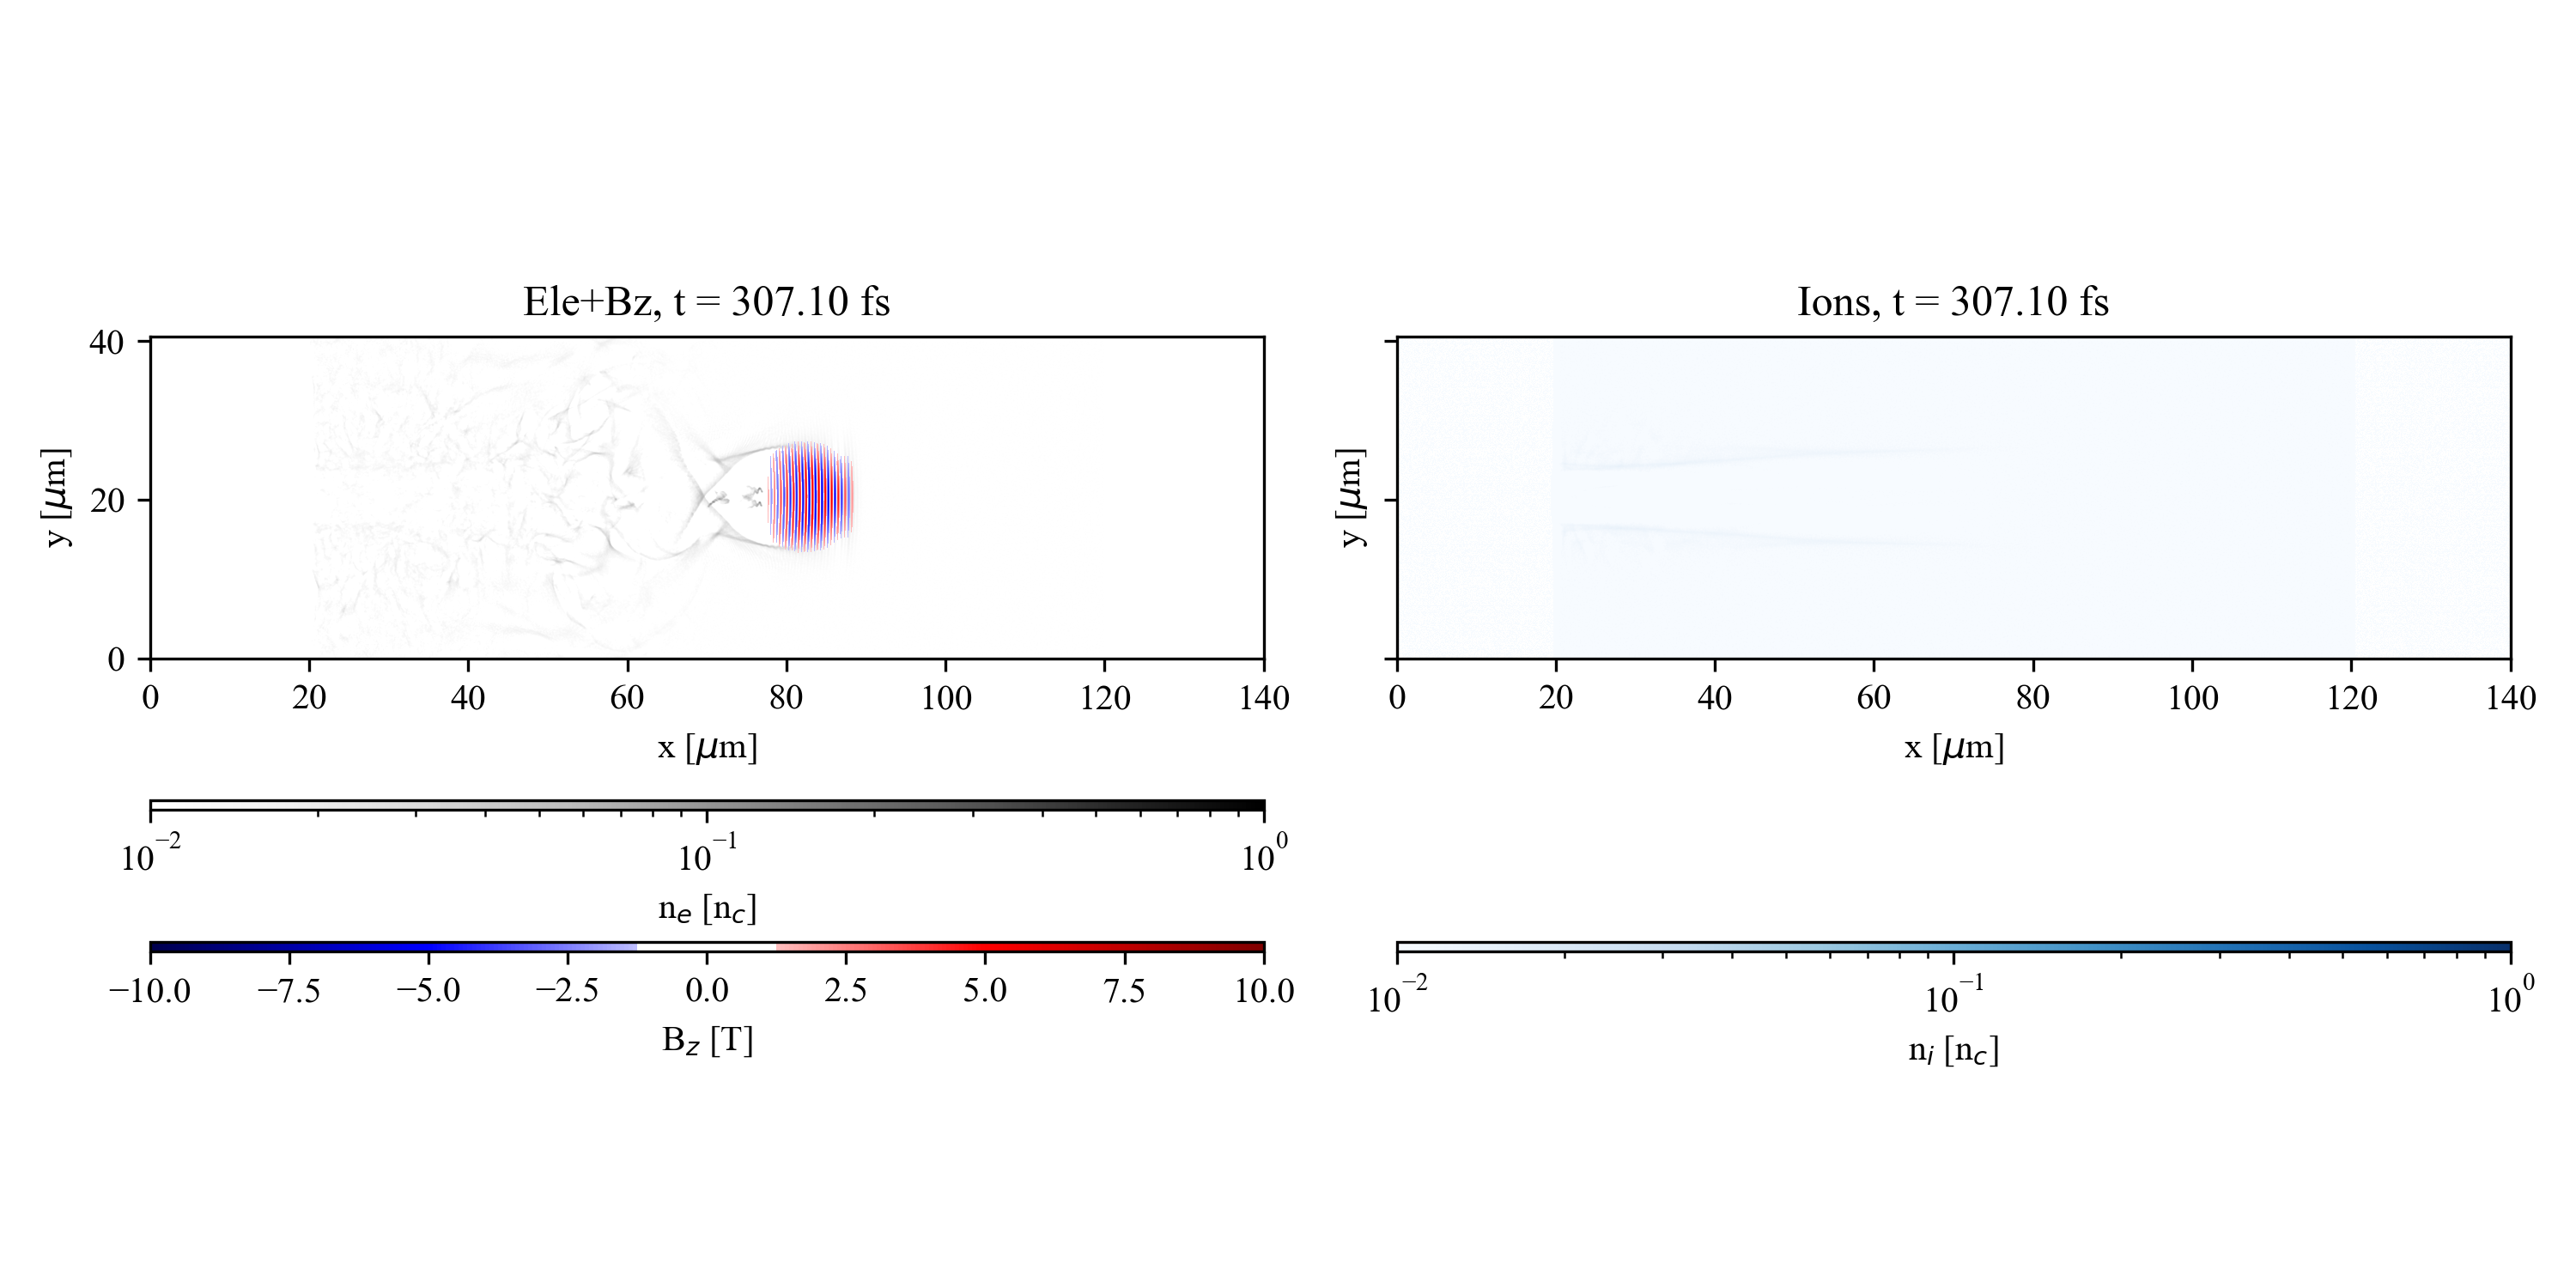 Ele+Bz, t = 307.10 fs
40
20
0
y [μm]
0 20 40 60 80 100 120 140
x [μm]
10⁻² 10⁻¹ 10⁰
nₑ [n_c]
−10.0 −7.5 −5.0 −2.5 0.0 2.5 5.0 7.5 10.0
B_z [T]
Ions, t = 307.10 fs
y [μm]
0 20 40 60 80 100 120 140
x [μm]
10⁻² 10⁻¹ 10⁰
nᵢ [n_c]